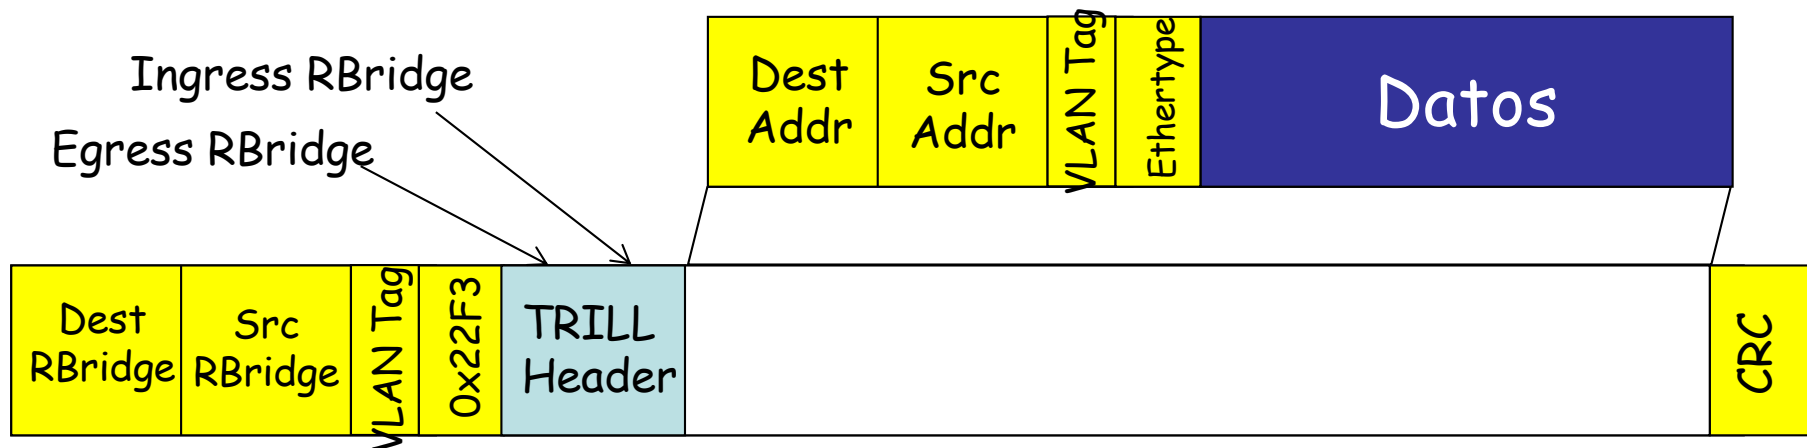 Ingress RBridge
Egress RBridge
Dest
Addr
Src
Addr
VLAN Tag
Ethertype
Datos
Dest
RBridge
Src
RBridge
VLAN Tag
0x22F3
TRILL
Header
CRC